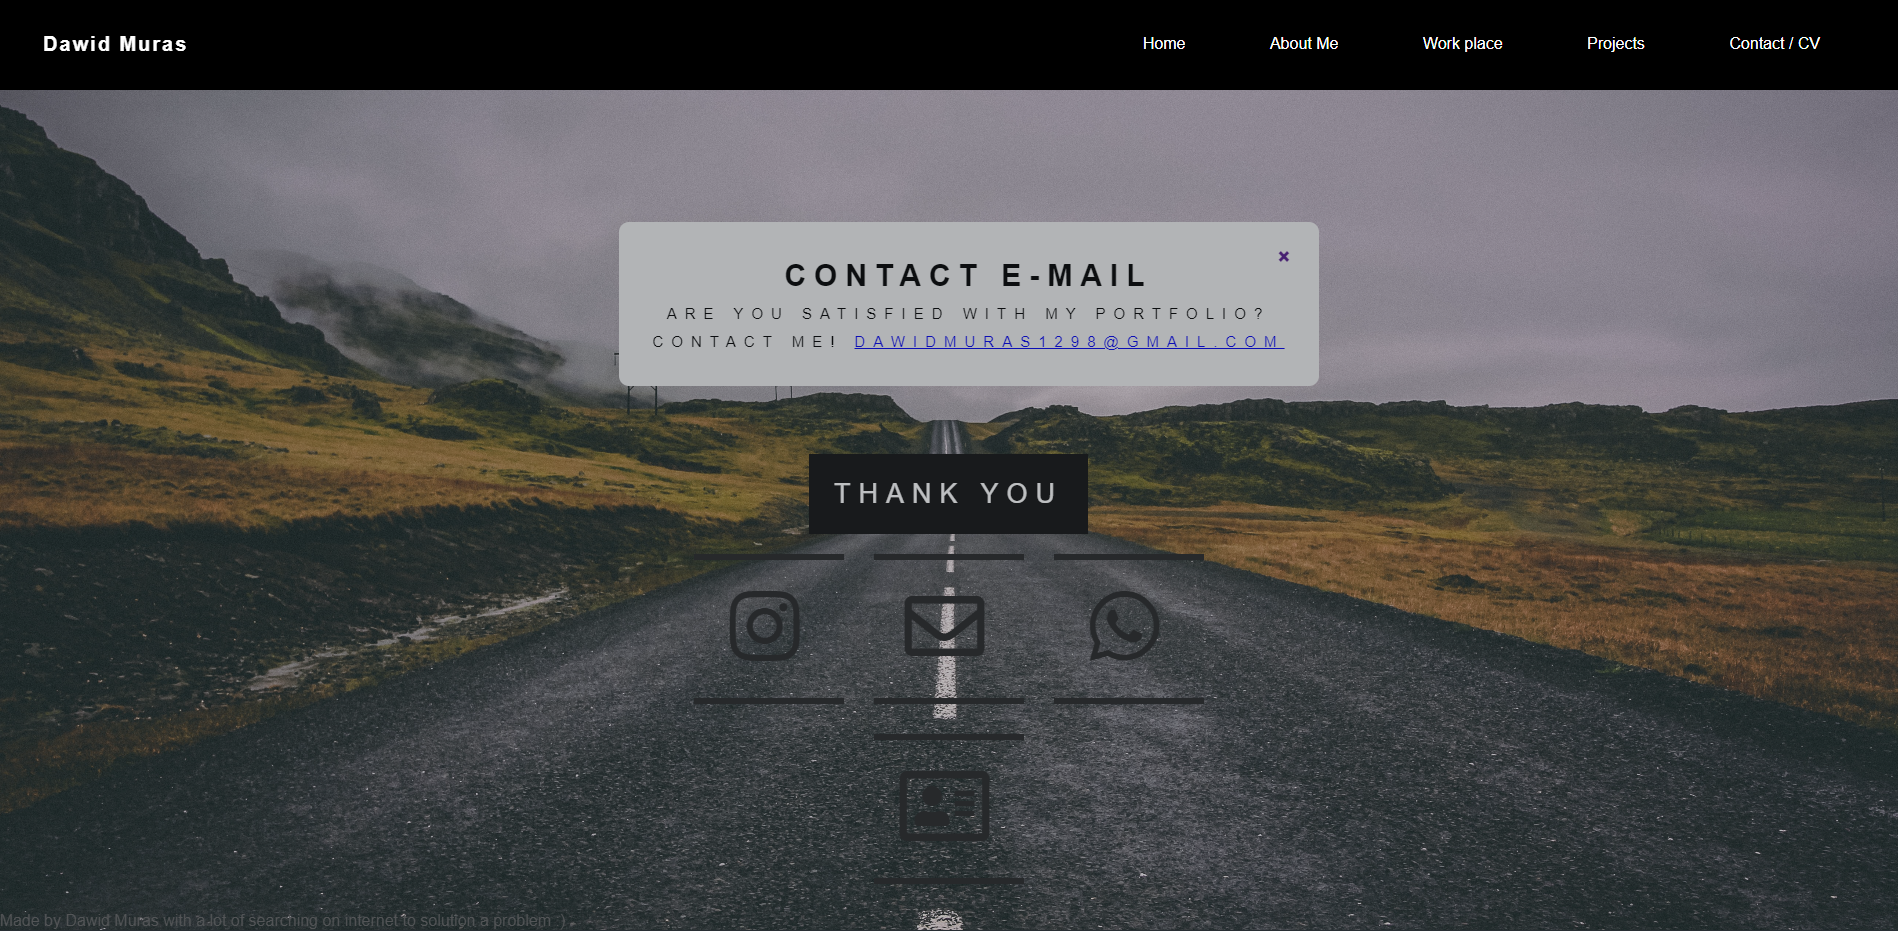 Dawid Muras
Home About Me Work place Projects Contact / CV
×
CONTACT E-MAIL
ARE YOU SATISFIED WITH MY PORTFOLIO?
CONTACT ME! DAWIDMURAS1298@GMAIL.COM
THANK YOU
Made by Dawid Muras with a lot of searching on internet to solution a problem :)